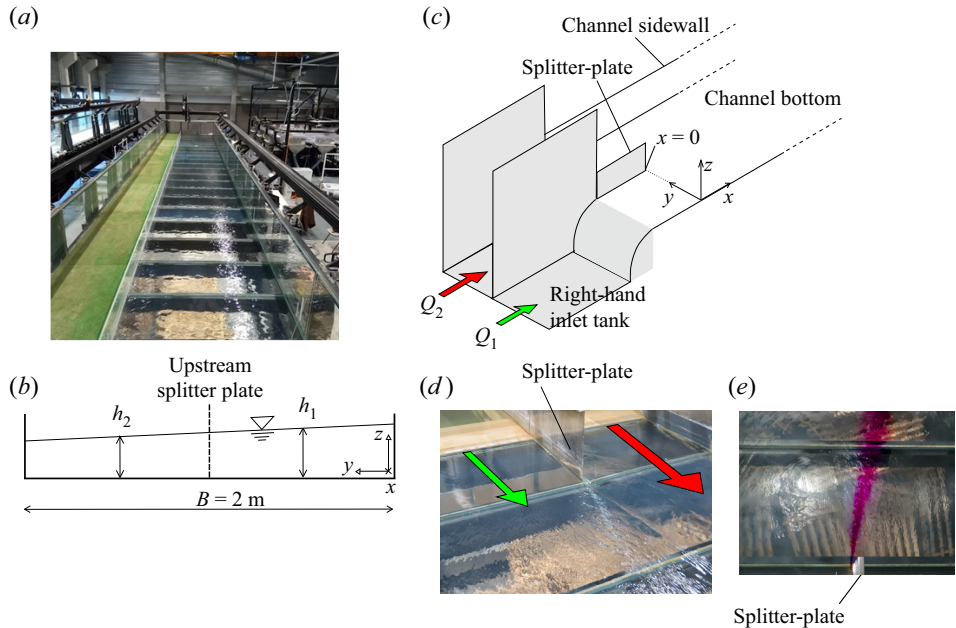 (a)
(c)
Channel sidewall
Splitter-plate
Channel bottom
x = 0
z
y
x
Q2
Right-hand
inlet tank
Q1
(b)
Upstream
splitter plate
h2
h1
z
y
x
B = 2 m
(d)
Splitter-plate
(e)
Splitter-plate